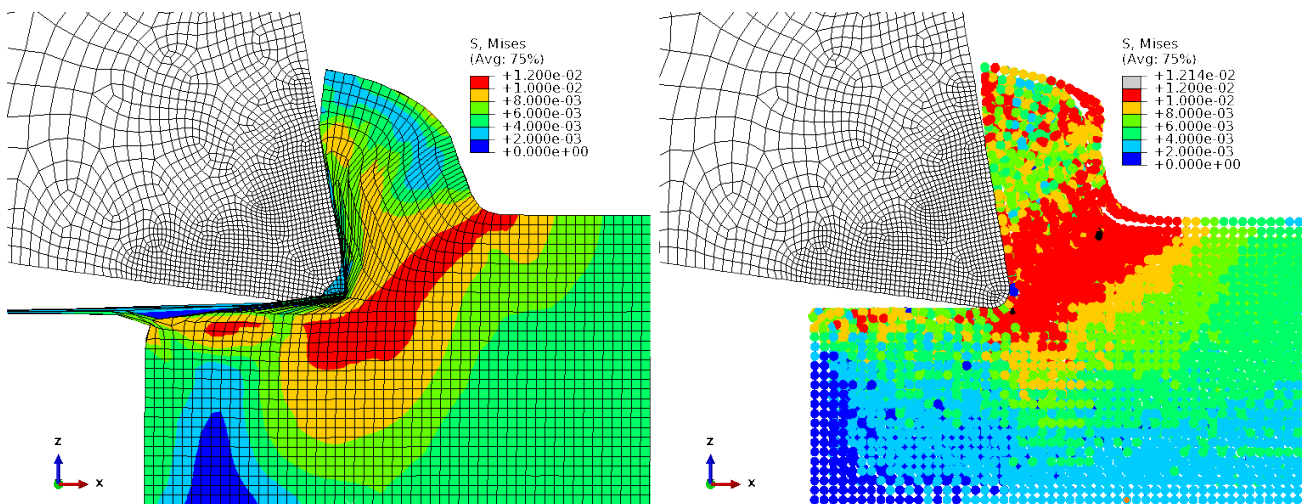 S, Mises
(Avg: 75%)
+1.200e-02
+1.000e-02
+8.000e-03
+6.000e-03
+4.000e-03
+2.000e-03
+0.000e+00
z
x
S, Mises
(Avg: 75%)
+1.214e-02
+1.200e-02
+1.000e-02
+8.000e-03
+6.000e-03
+4.000e-03
+2.000e-03
+0.000e+00
z
x